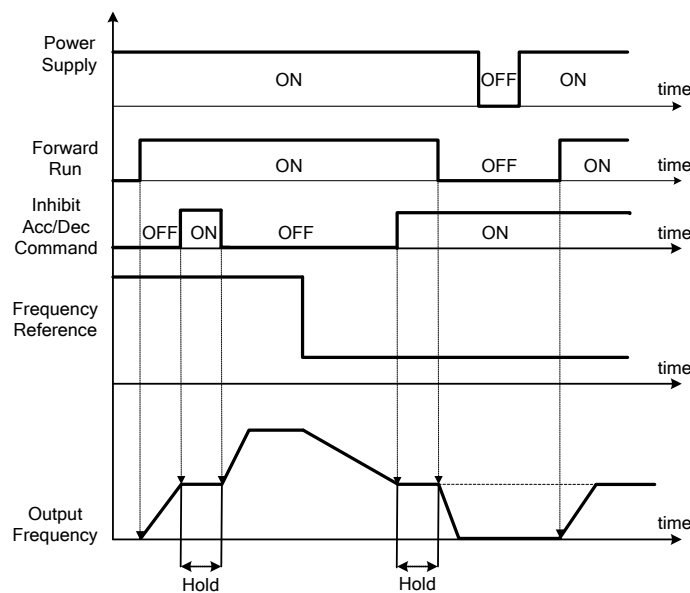 Power
Supply
ON
OFF
ON
time
Forward
Run
ON
OFF
ON
time
Inhibit
Acc/Dec
Command
OFF
ON
OFF
ON
time
Frequency
Reference
time
Output
Frequency
time
Hold
Hold